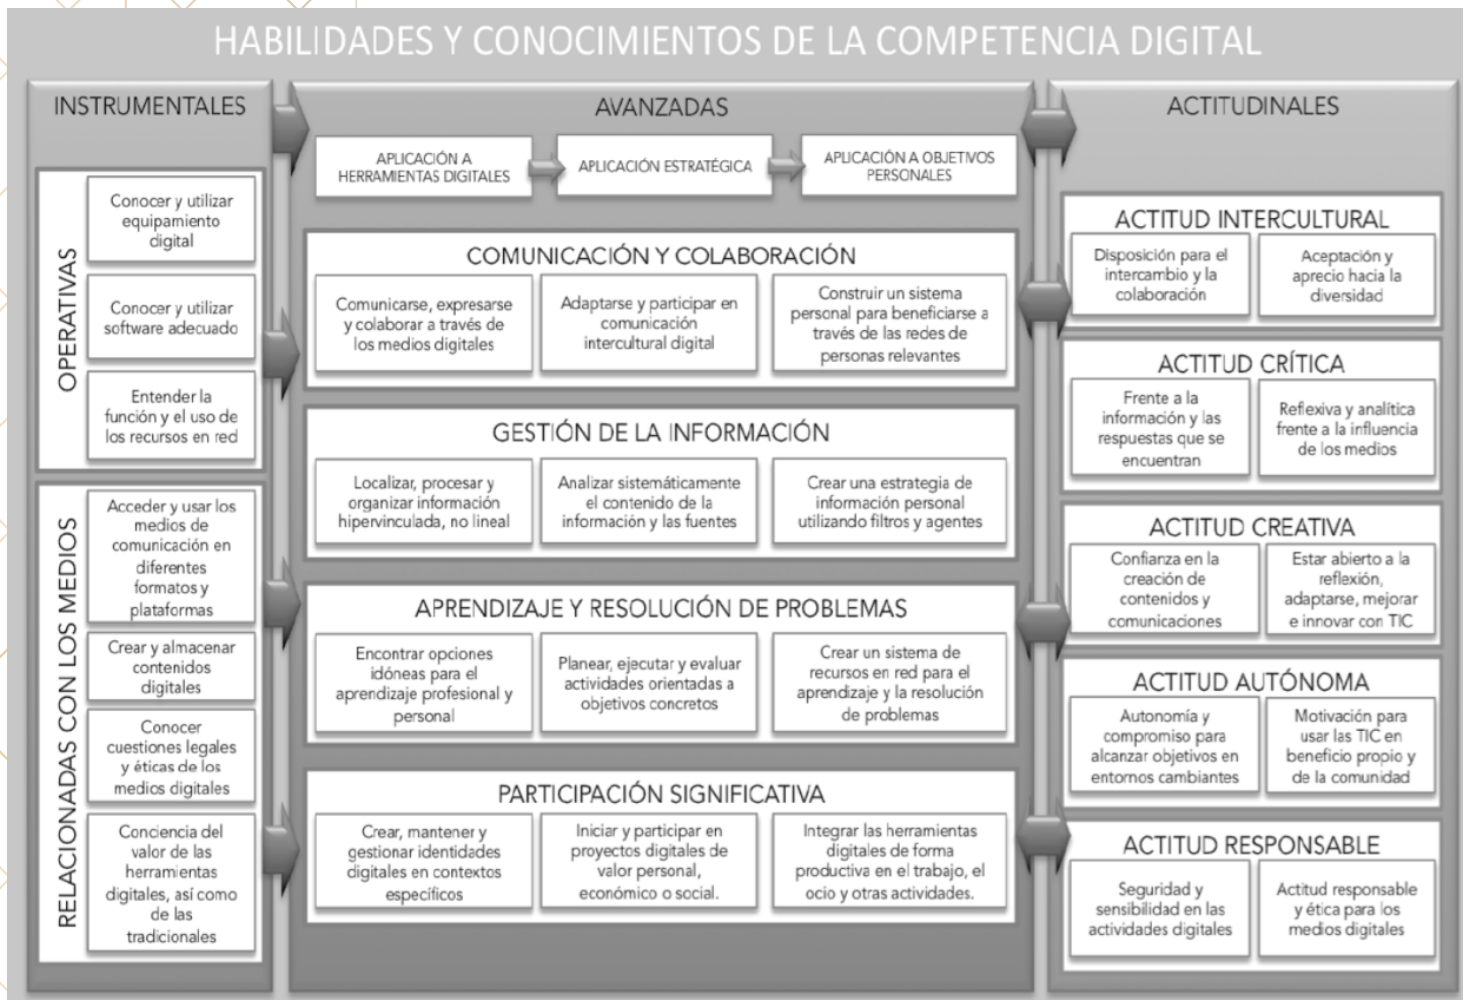 HABILIDADES Y CONOCIMIENTOS DE LA COMPETENCIA DIGITAL
INSTRUMENTALES
OPERATIVAS
Conocer y utilizar
equipamiento
digital
Conocer y utilizar
software adecuado
Entender la
función y el uso de
los recursos en red
RELACIONADAS CON LOS MEDIOS
Acceder y usar los
medios de
comunicación en
diferentes
formatos y
plataformas
Crear y almacenar
contenidos
digitales
Conocer
cuestiones legales
y éticas de los
medios digitales
Conciencia del
valor de las
herramientas
digitales, así como
de las
tradicionales
AVANZADAS
APLICACIÓN A
HERRAMIENTAS DIGITALES
APLICACIÓN ESTRATÉGICA
APLICACIÓN A OBJETIVOS
PERSONALES
COMUNICACIÓN Y COLABORACIÓN
Comunicarse, expresarse
y colaborar a través de
los medios digitales
Adaptarse y participar en
comunicación
intercultural digital
Construir un sistema
personal para beneficiarse a
través de las redes de
personas relevantes
GESTIÓN DE LA INFORMACIÓN
Localizar, procesar y
organizar información
hipervinculada, no lineal
Analizar sistemáticamente
el contenido de la
información y las fuentes
Crear una estrategia de
información personal
utilizando filtros y agentes
APRENDIZAJE Y RESOLUCIÓN DE PROBLEMAS
Encontrar opciones
idóneas para el
aprendizaje profesional y
personal
Planear, ejecutar y evaluar
actividades orientadas a
objetivos concretos
Crear un sistema de
recursos en red para el
aprendizaje y la resolución
de problemas
PARTICIPACIÓN SIGNIFICATIVA
Crear, mantener y
gestionar identidades
digitales en contextos
específicos
Iniciar y participar en
proyectos digitales de
valor personal,
económico o social.
Integrar las herramientas
digitales de forma
productiva en el trabajo, el
ocio y otras actividades.
ACTITUDINALES
ACTITUD INTERCULTURAL
Disposición para el
intercambio y la
colaboración
Aceptación y
aprecio hacia la
diversidad
ACTITUD CRÍTICA
Frente a la
información y las
respuestas que se
encuentran
Reflexiva y analítica
frente a la influencia
de los medios
ACTITUD CREATIVA
Confianza en la
creación de
contenidos y
comunicaciones
Estar abierto a la
reflexión,
adaptarse, mejorar
e innovar con TIC
ACTITUD AUTÓNOMA
Autonomía y
compromiso para
alcanzar objetivos en
entornos cambiantes
Motivación para
usar las TIC en
beneficio propio y
de la comunidad
ACTITUD RESPONSABLE
Seguridad y
sensibilidad en las
actividades digitales
Actitud responsable
y ética para los
medios digitales